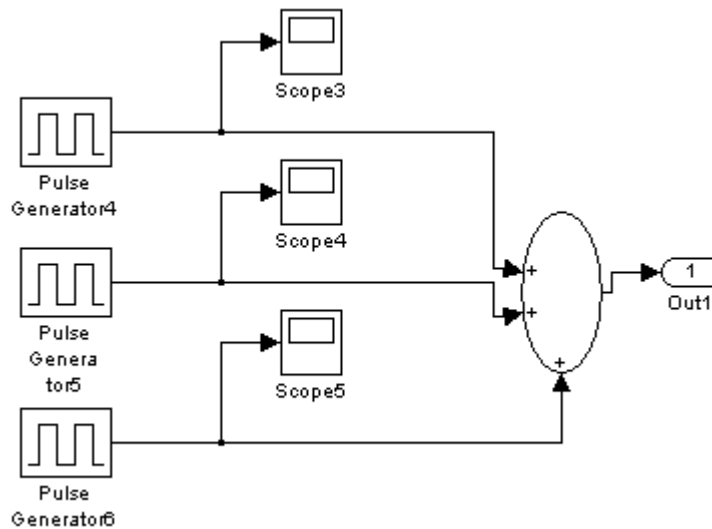 Scope3
Pulse
Generator4
Scope4
+
Pulse
Genera
tor5
+
1
Out1
Scope5
+
Pulse
Generator6